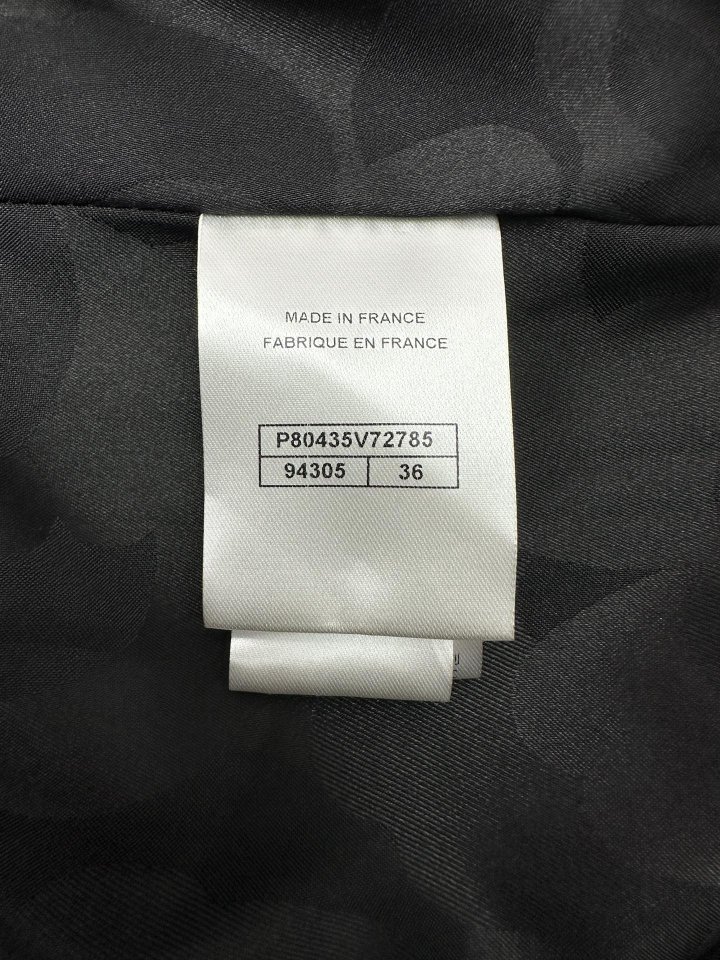 MADE IN FRANCE
FABRIQUE EN FRANCE
P80435V72785
94305 36